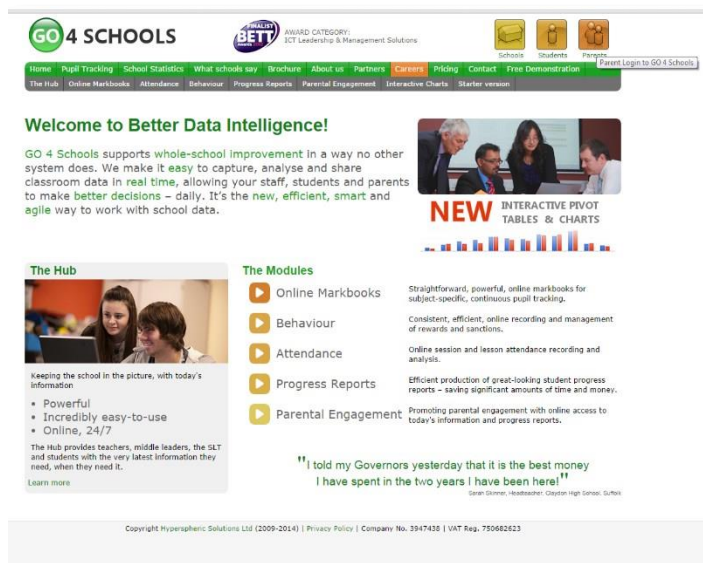 GO 4 SCHOOLS
FINALIST
BETT
AWARD CATEGORY:
ICT Leadership & Management Solutions
Schools Students Parents
Parent Login to GO 4 Schools
Home Pupil Tracking School Statistics What schools say Brochure About us Partners Careers Pricing Contact Free Demonstration
The Hub Online Markbooks Attendance Behaviour Progress Reports Parental Engagement Interactive Charts Starter version
Welcome to Better Data Intelligence!
GO 4 Schools supports whole-school improvement in a way no other
system does. We make it easy to capture, analyse and share
classroom data in real time, allowing your staff, students and parents
to make better decisions – daily. It's the new, efficient, smart and
agile way to work with school data.
NEW INTERACTIVE PIVOT
TABLES & CHARTS
The Hub
Keeping the school in the picture, with today's
information
• Powerful
• Incredibly easy-to-use
• Online, 24/7
The Hub provides teachers, middle leaders, the SLT
and students with the very latest information they
need, when they need it.
Learn more
The Modules
Online Markbooks
Straightforward, powerful, online markbooks for
subject-specific, continuous pupil tracking.
Behaviour
Consistent, efficient, online recording and management
of rewards and sanctions.
Attendance
Online session and lesson attendance recording and
analysis.
Progress Reports
Efficient production of great-looking student progress
reports – saving significant amounts of time and money.
Parental Engagement
Promoting parental engagement with online access to
today's information and progress reports.
"I told my Governors yesterday that it is the best money
I have spent in the two years I have been here!"
Sarah Skinner, Headteacher, Claydon High School, Suffolk
Copyright Hyperspheric Solutions Ltd (2009-2014) | Privacy Policy | Company No. 3947438 | VAT Reg. 750682623